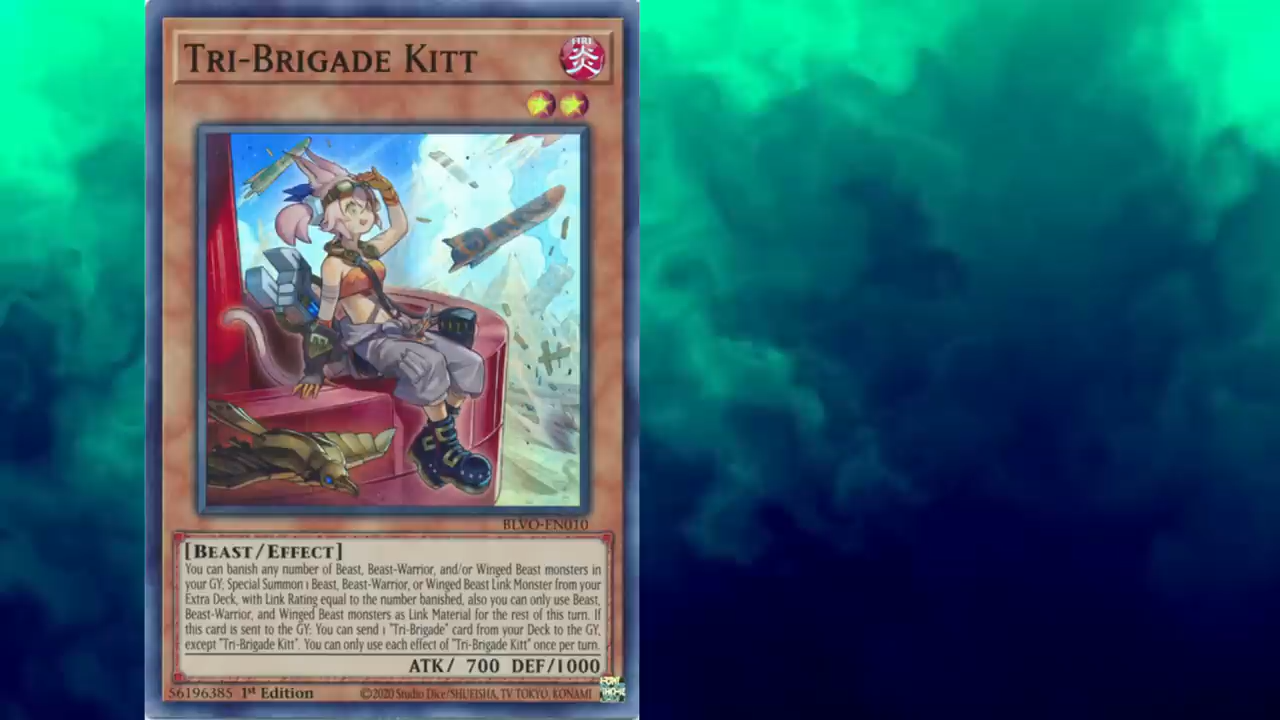 TRI-BRIGADE KITT
FIRE
炎
BLVO-EN010
[BEAST/EFFECT]
You can banish any number of Beast, Beast-Warrior, and/or Winged Beast monsters in
your GY; Special Summon 1 Beast, Beast-Warrior, or Winged Beast Link Monster from your
Extra Deck, with Link Rating equal to the number banished, also you can only use Beast,
Beast-Warrior, and Winged Beast monsters as Link Material for the rest of this turn. If
this card is sent to the GY: You can send 1 "Tri-Brigade" card from your Deck to the GY,
except "Tri-Brigade Kitt". You can only use each effect of "Tri-Brigade Kitt" once per turn.
ATK/ 700 DEF/1000
56196385 1st Edition ©2020 Studio Dice/SHUEISHA, TV TOKYO, KONAMI